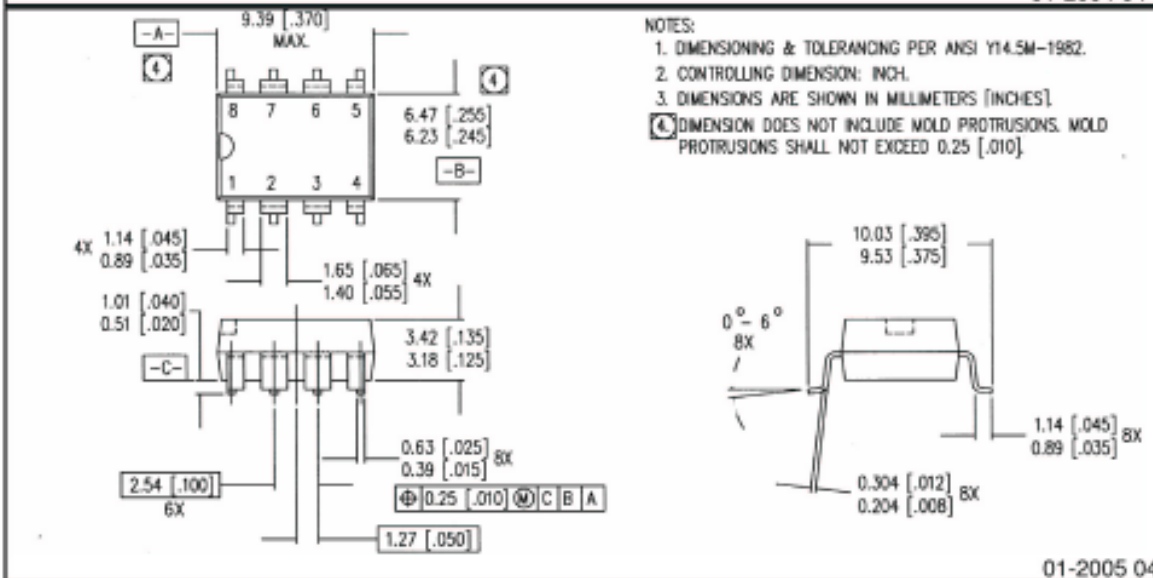 9.39 [.370]
MAX.
-A-
4
8 7 6 5
1 2 3 4
4
6.47 [.255]
6.23 [.245]
-B-
4X 1.14 [.045]
0.89 [.035]
1.65 [.065] 4X
1.40 [.055]
1.01 [.040]
0.51 [.020]
-C-
3.42 [.135]
3.18 [.125]
0.63 [.025] 8X
0.39 [.015]
2.54 [.100]
6X
⌖ 0.25 [.010] Ⓜ C B A
1.27 [.050]
NOTES:
1. DIMENSIONING & TOLERANCING PER ANSI Y14.5M-1982.
2. CONTROLLING DIMENSION: INCH.
3. DIMENSIONS ARE SHOWN IN MILLIMETERS [INCHES].
4. DIMENSION DOES NOT INCLUDE MOLD PROTRUSIONS. MOLD
PROTRUSIONS SHALL NOT EXCEED 0.25 [.010].
10.03 [.395]
9.53 [.375]
0° - 6°
8X
1.14 [.045] 8X
0.89 [.035]
0.304 [.012] 8X
0.204 [.008]
01-2005 04